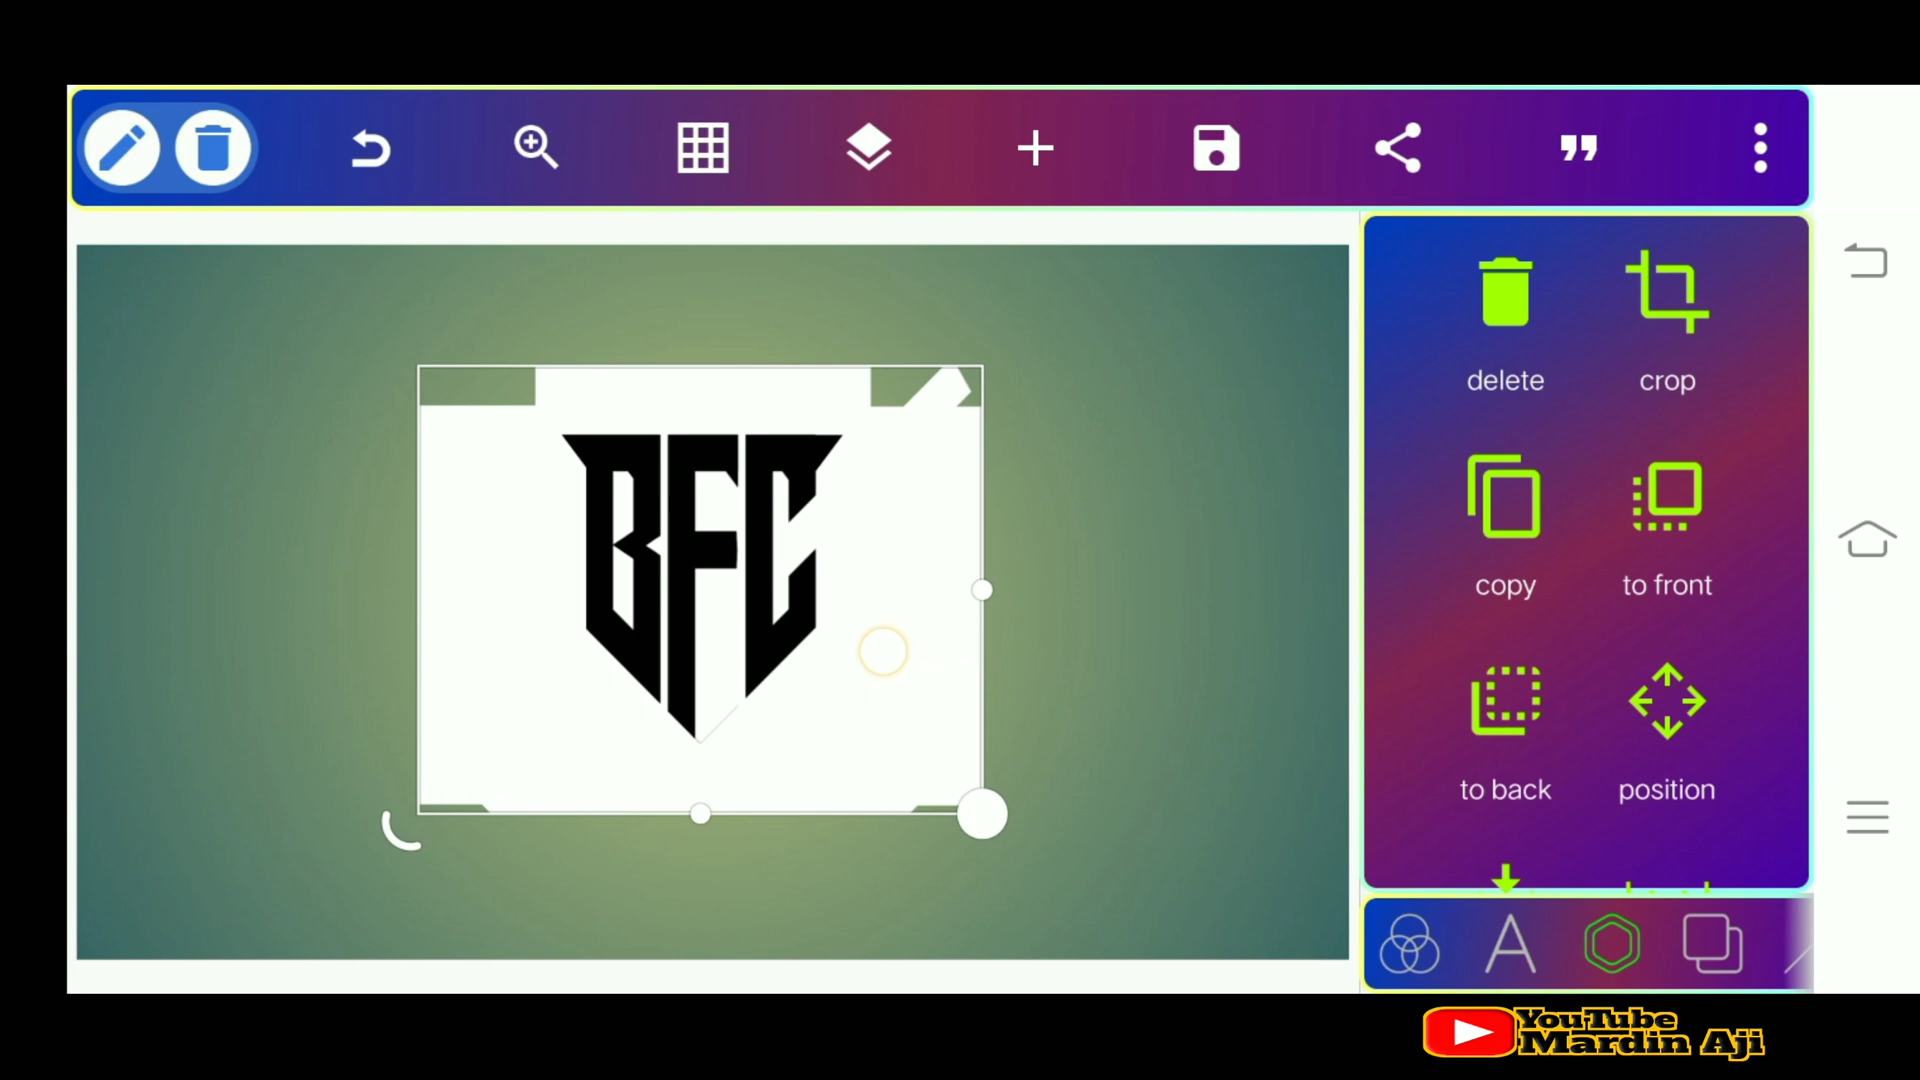 BFC
delete
crop
copy
to front
to back
position
A
YouTube
Mardin Aji